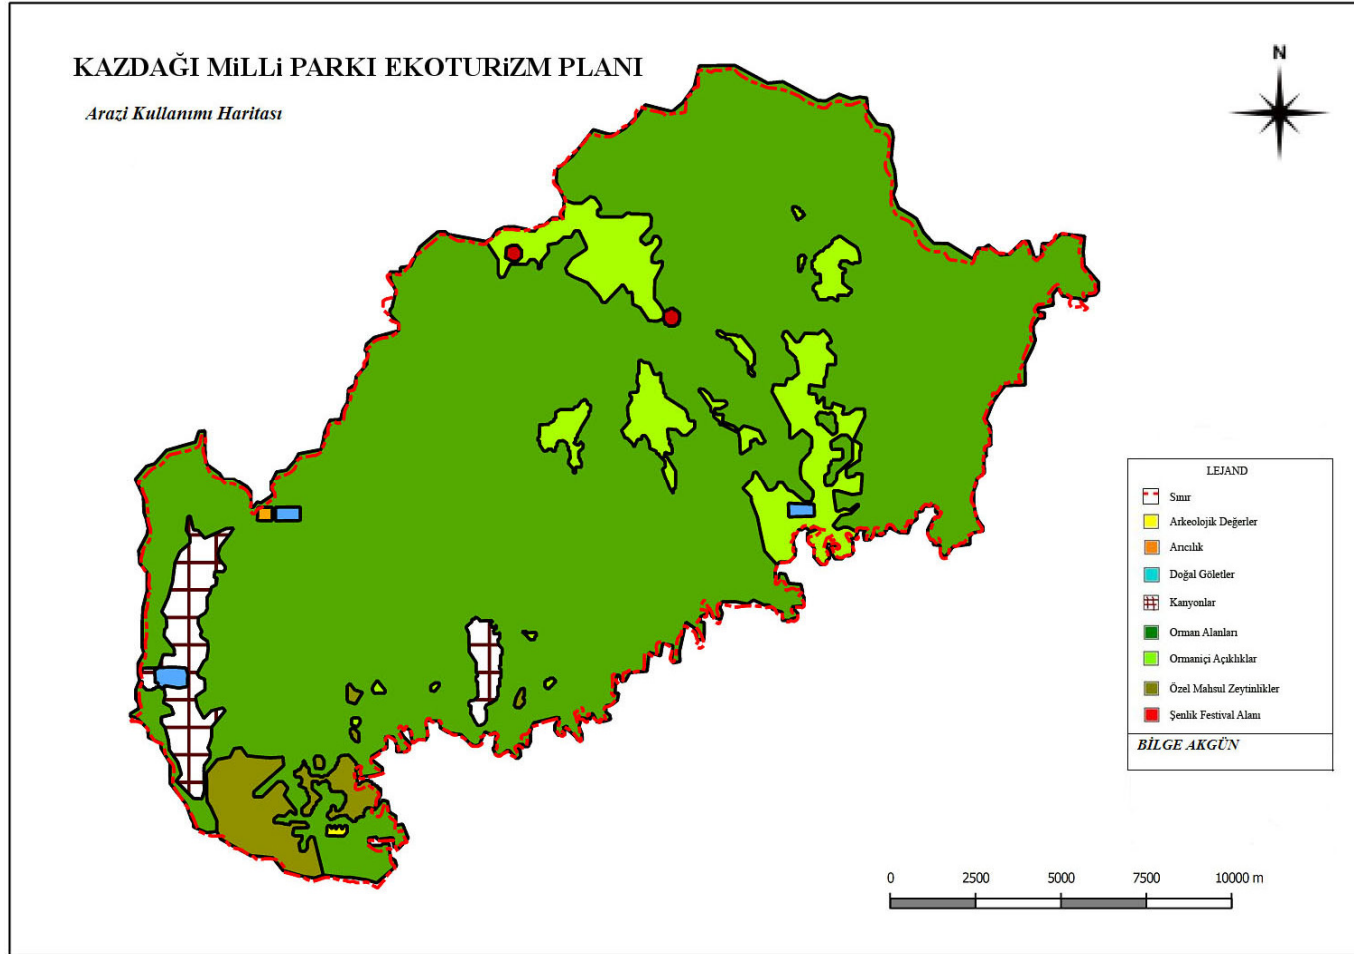 KAZDAĞI MiLLi PARKI EKOTURiZM PLANI
Arazi Kullanımı Haritası
N
LEJAND
Sınır
Arkeolojik Değerler
Arıcılık
Doğal Göletler
Kanyonlar
Orman Alanları
Ormaniçi Açıklıklar
Özel Mahsul Zeytinlikler
Şenlik Festival Alanı
BİLGE AKGÜN
0 2500 5000 7500 10000 m